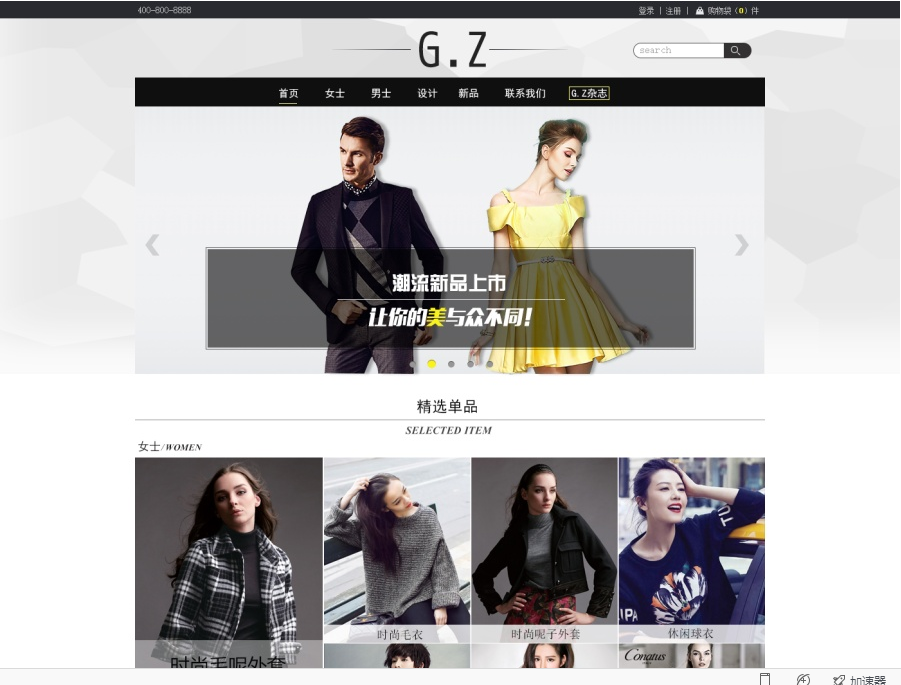 400-800-8888
登录 | 注册 | 购物袋（0）件
G.Z
search
首页 女士 男士 设计 新品 联系我们 G.Z杂志
潮流新品上市
让你的美与众不同!
精选单品
SELECTED ITEM
女士/WOMEN
时尚毛衣 时尚呢子外套 休闲球衣
时尚毛呢外套
Conatus
加速器